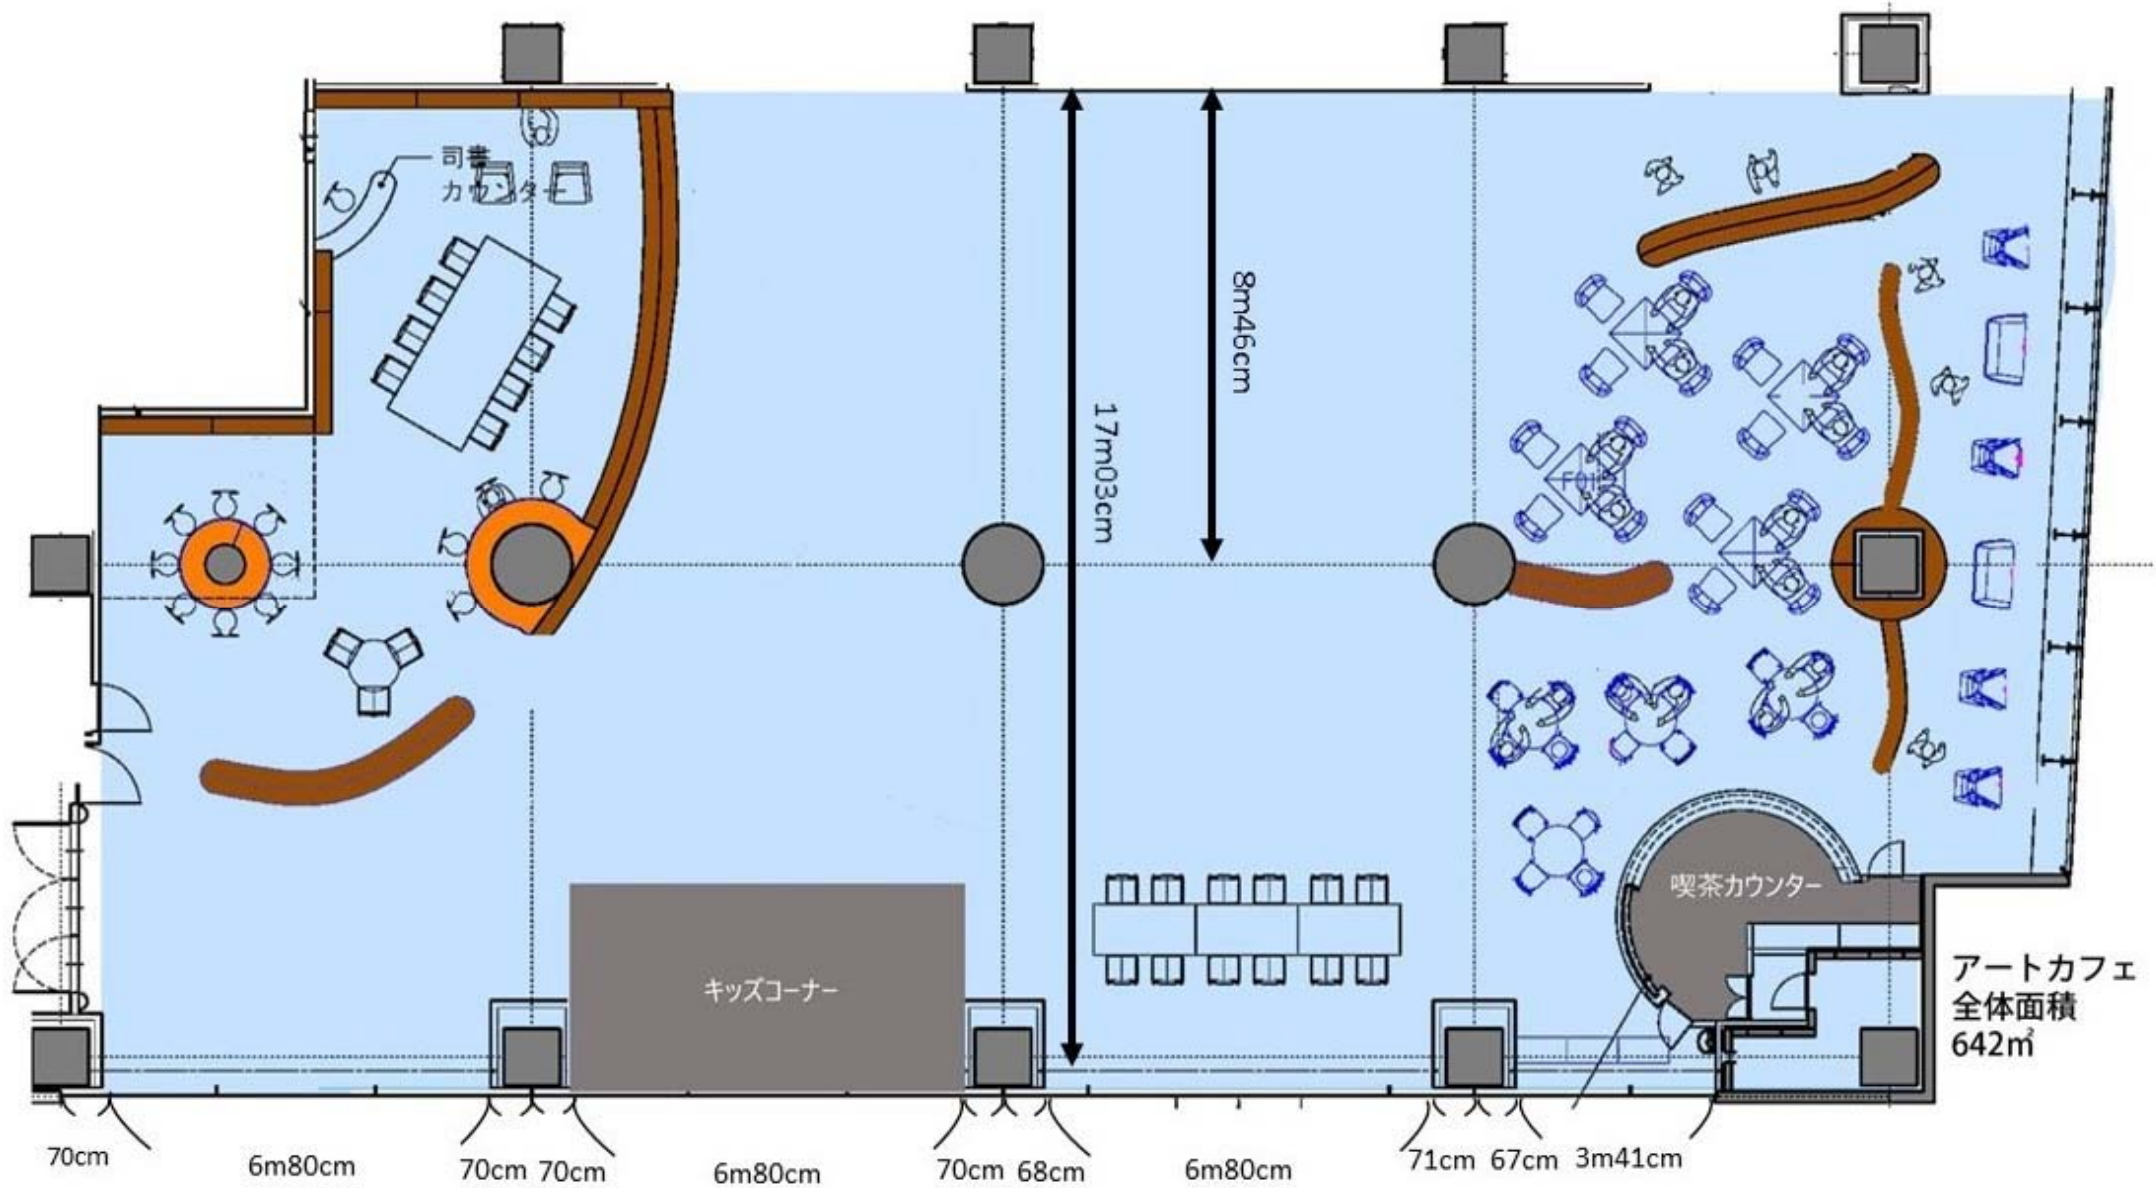 司書
カウンター
8m46cm
17m03cm
喫茶カウンター
キッズコーナー
アートカフェ
全体面積
642㎡
70cm 6m80cm 70cm 70cm 6m80cm 70cm 68cm 6m80cm 71cm 67cm 3m41cm